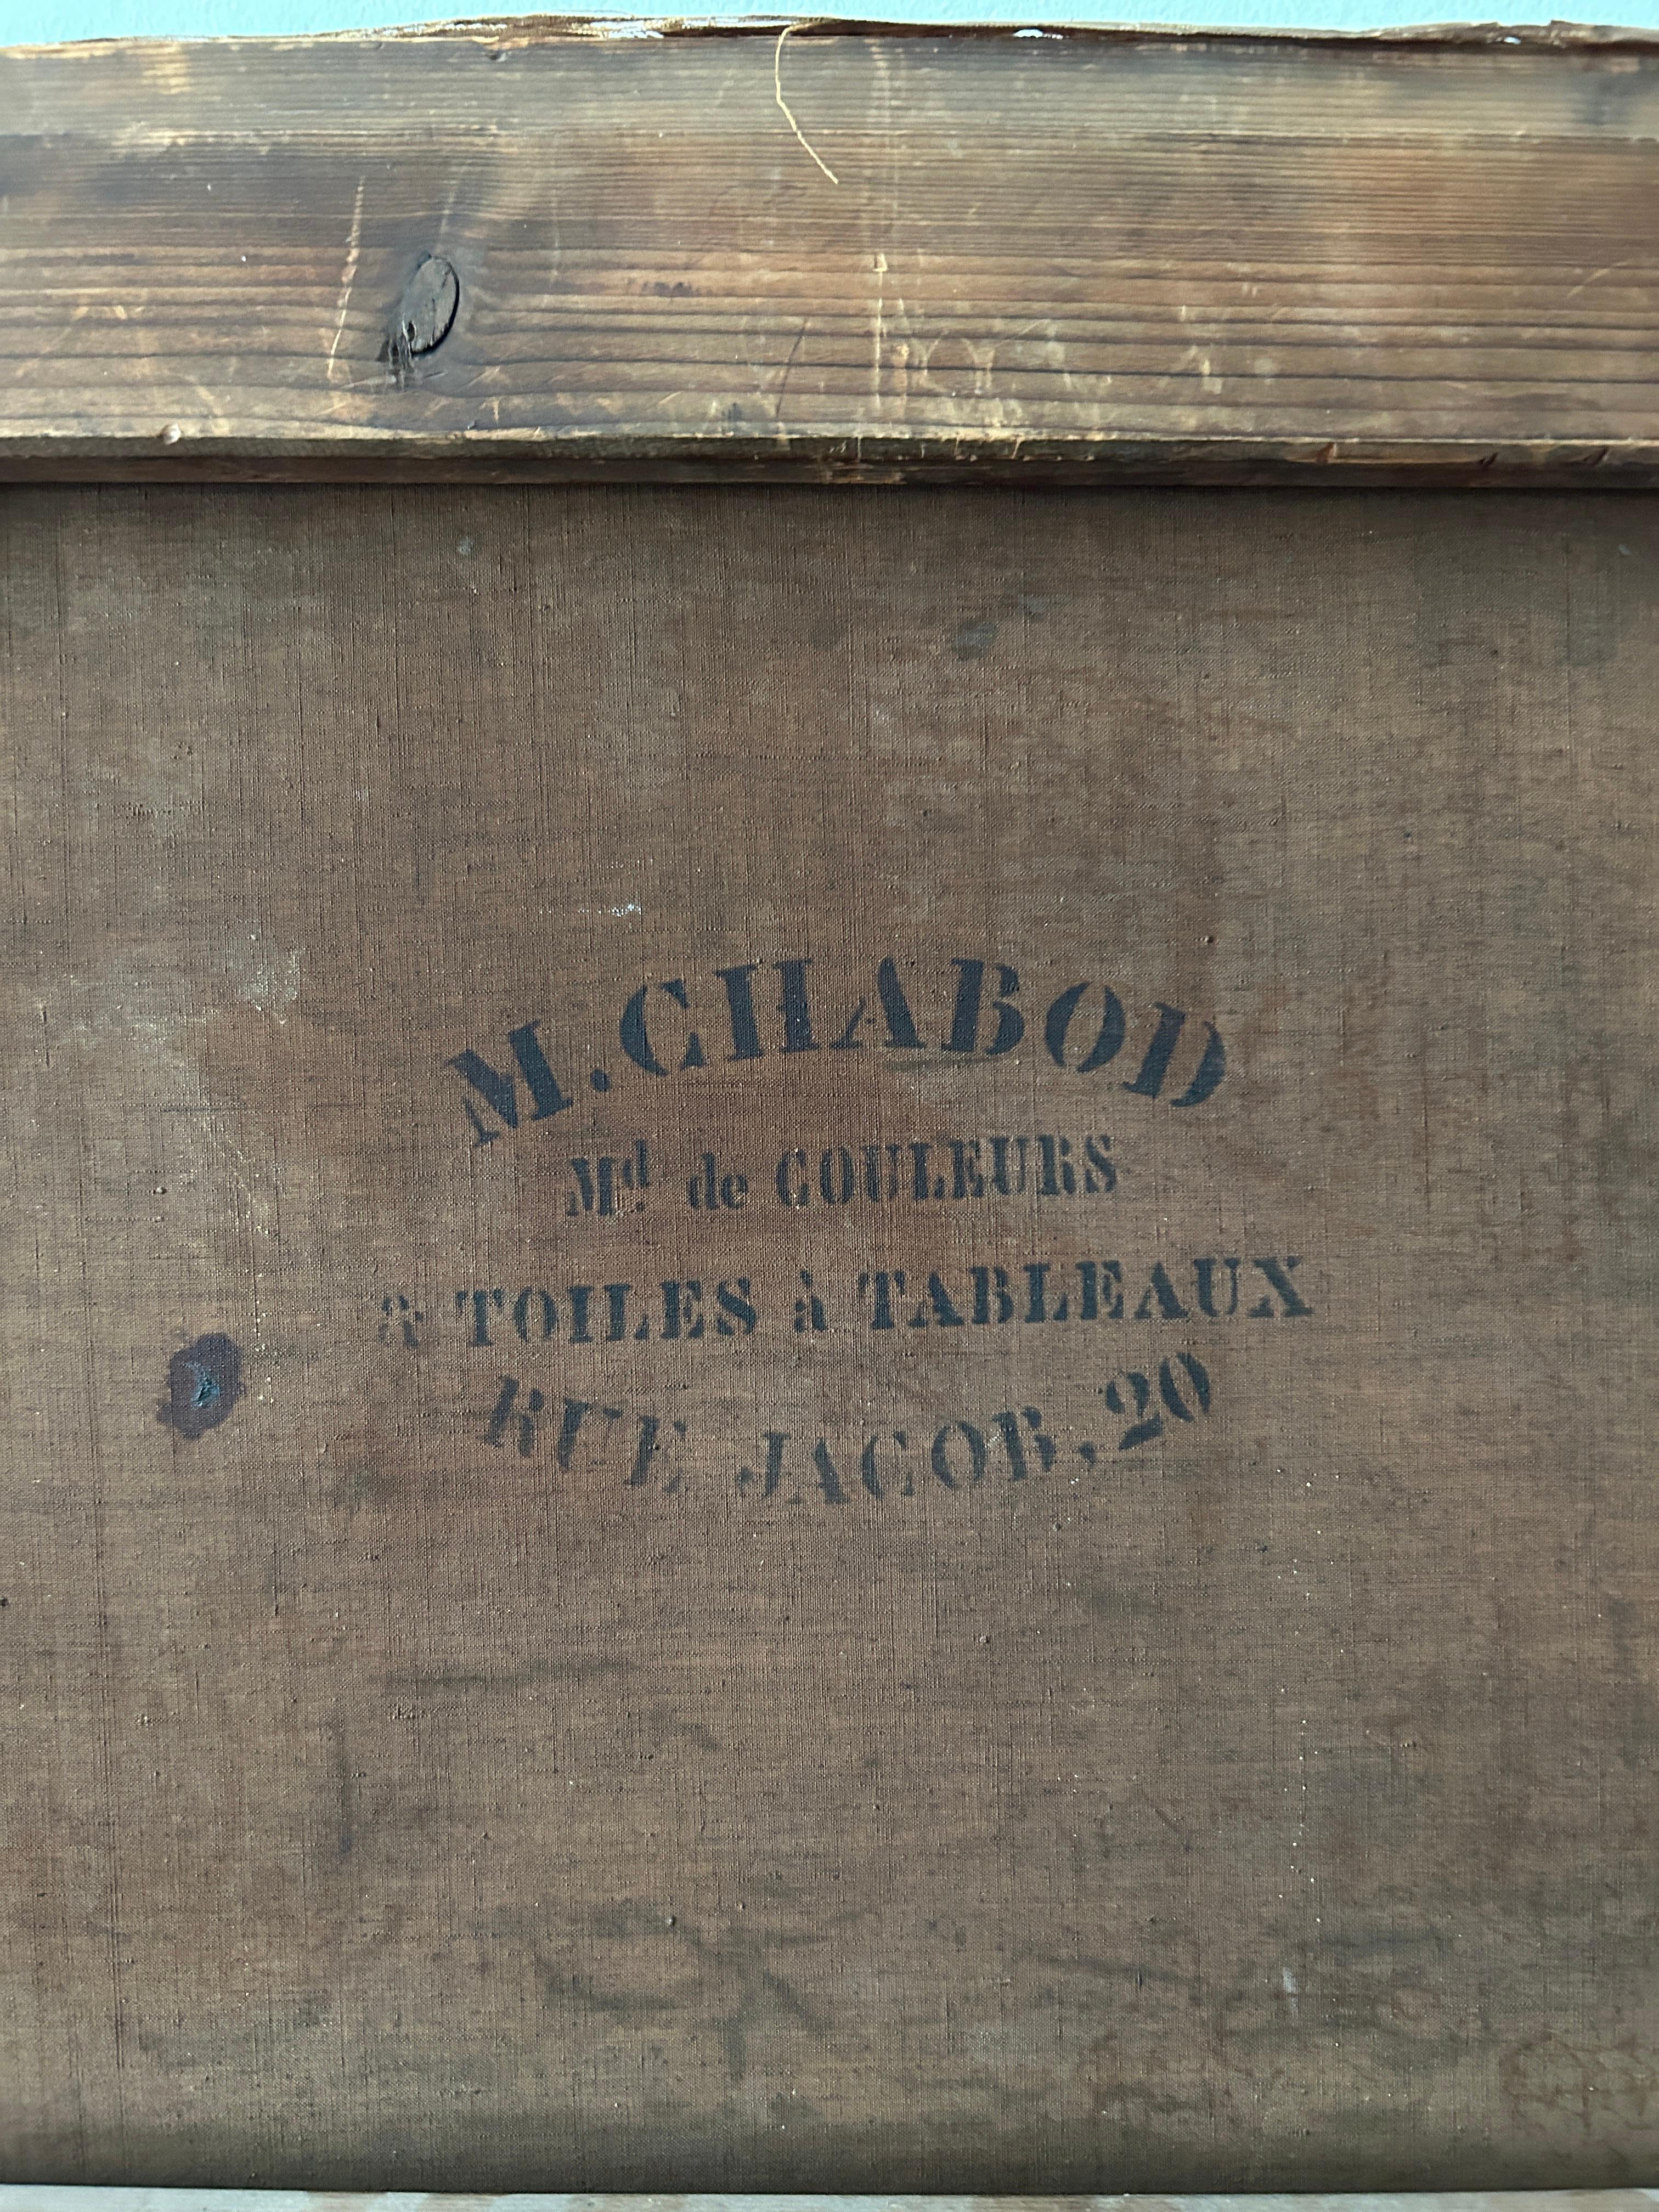 M. CHABOD
Md. de COULEURS
& TOILES à TABLEAUX
RUE JACOB, 20